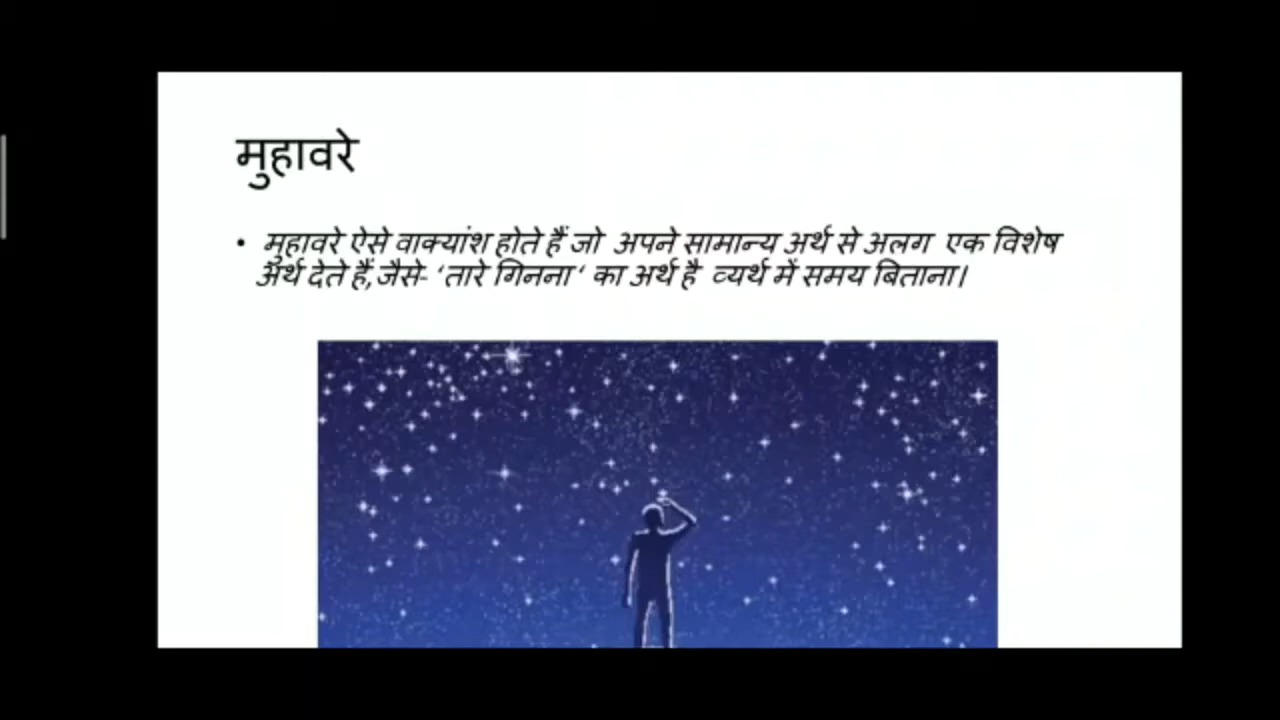 मुहावरे
• मुहावरे ऐसे वाक्यांश होते हैं जो अपने सामान्य अर्थ से अलग एक विशेष
अर्थ देते हैं,जैसे- ‘तारे गिनना ‘ का अर्थ है व्यर्थ में समय बिताना।